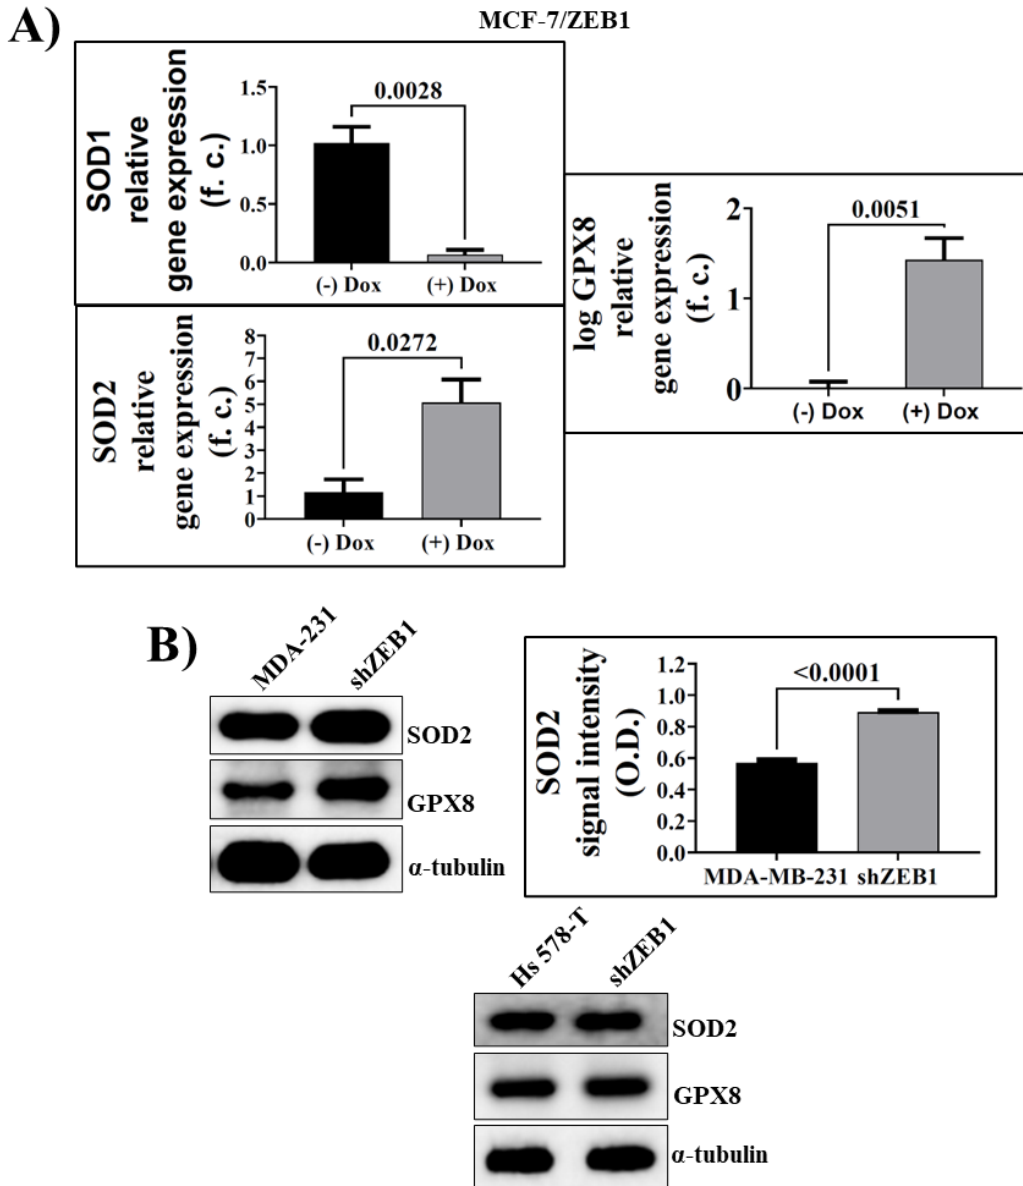 A)
MCF-7/ZEB1
SOD1
relative
gene expression
(f. c.)
1.5
1.0
0.5
0.0
0.0028
(-) Dox (+) Dox
log GPX8
relative
gene expression
(f. c.)
2
1
0
0.0051
(-) Dox (+) Dox
SOD2
relative
gene expression
(f. c.)
8
7
6
5
4
3
2
1
0
0.0272
(-) Dox (+) Dox
B)
MDA-231 shZEB1
SOD2
GPX8
α-tubulin
SOD2
signal intensity
(O.D.)
1.2
1.0
0.8
0.6
0.4
0.2
0.0
<0.0001
MDA-MB-231 shZEB1
Hs 578-T shZEB1
SOD2
GPX8
α-tubulin